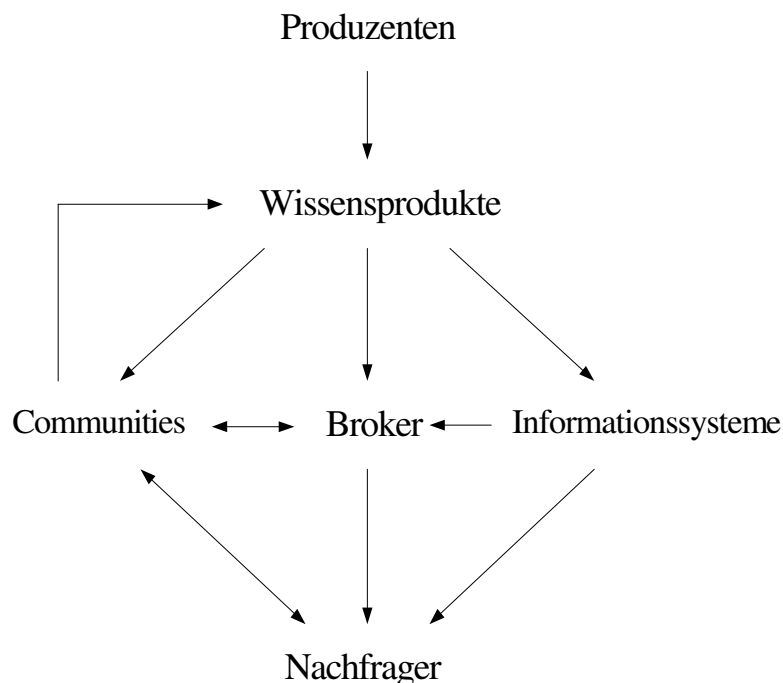 Produzenten
Wissensprodukte
Communities Broker Informationssysteme
Nachfrager